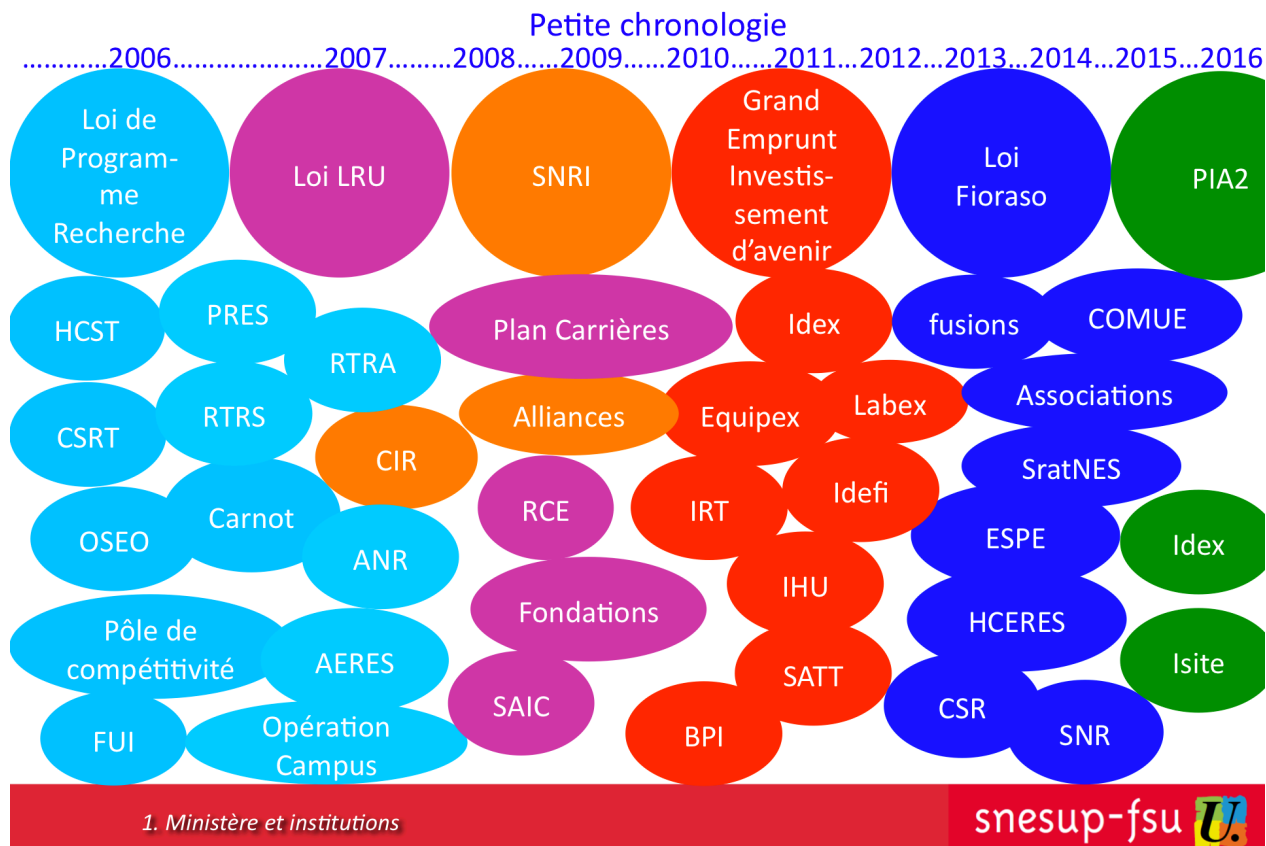 Petite chronologie
…………2006………………2007………2008……2009………2010……2011…2012…2013…2014…2015…2016
Loi de
Program-
me
Recherche
Loi LRU
SNRI
Grand
Emprunt
Investis-
sement
d’avenir
Loi
Fioraso
PIA2
HCST
PRES
RTRA
Plan Carrières
Idex
fusions
COMUE
CSRT
RTRS
CIR
Alliances
Equipex
Labex
Associations
SratNES
OSEO
Carnot
ANR
RCE
IRT
Idefi
ESPE
Idex
Pôle de
compétitivité
AERES
Fondations
IHU
HCERES
Isite
FUI
Opération
Campus
SAIC
BPI
SATT
CSR
SNR
1. Ministère et institutions
snesup-fsu
U.